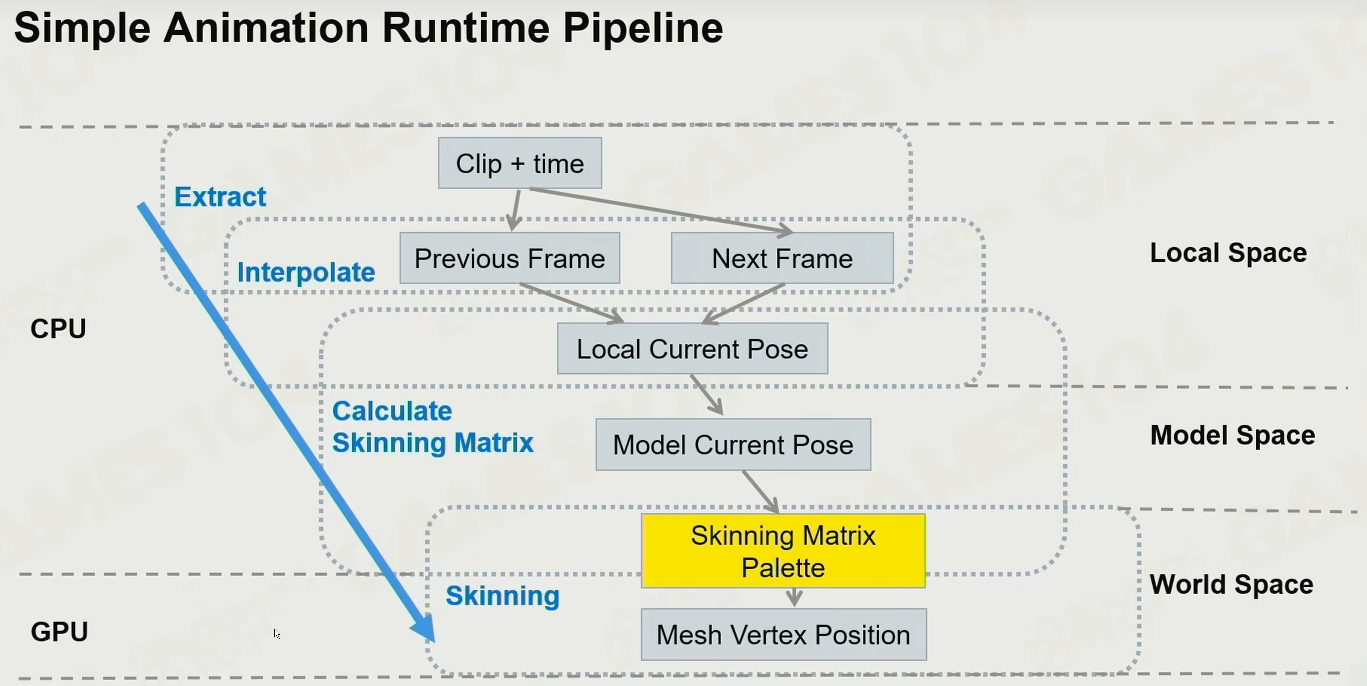 Simple Animation Runtime Pipeline
Clip + time
Extract
Previous Frame
Next Frame
Local Space
Interpolate
CPU
Local Current Pose
Calculate
Skinning Matrix
Model Current Pose
Model Space
Skinning Matrix
Palette
Skinning
World Space
GPU
Mesh Vertex Position